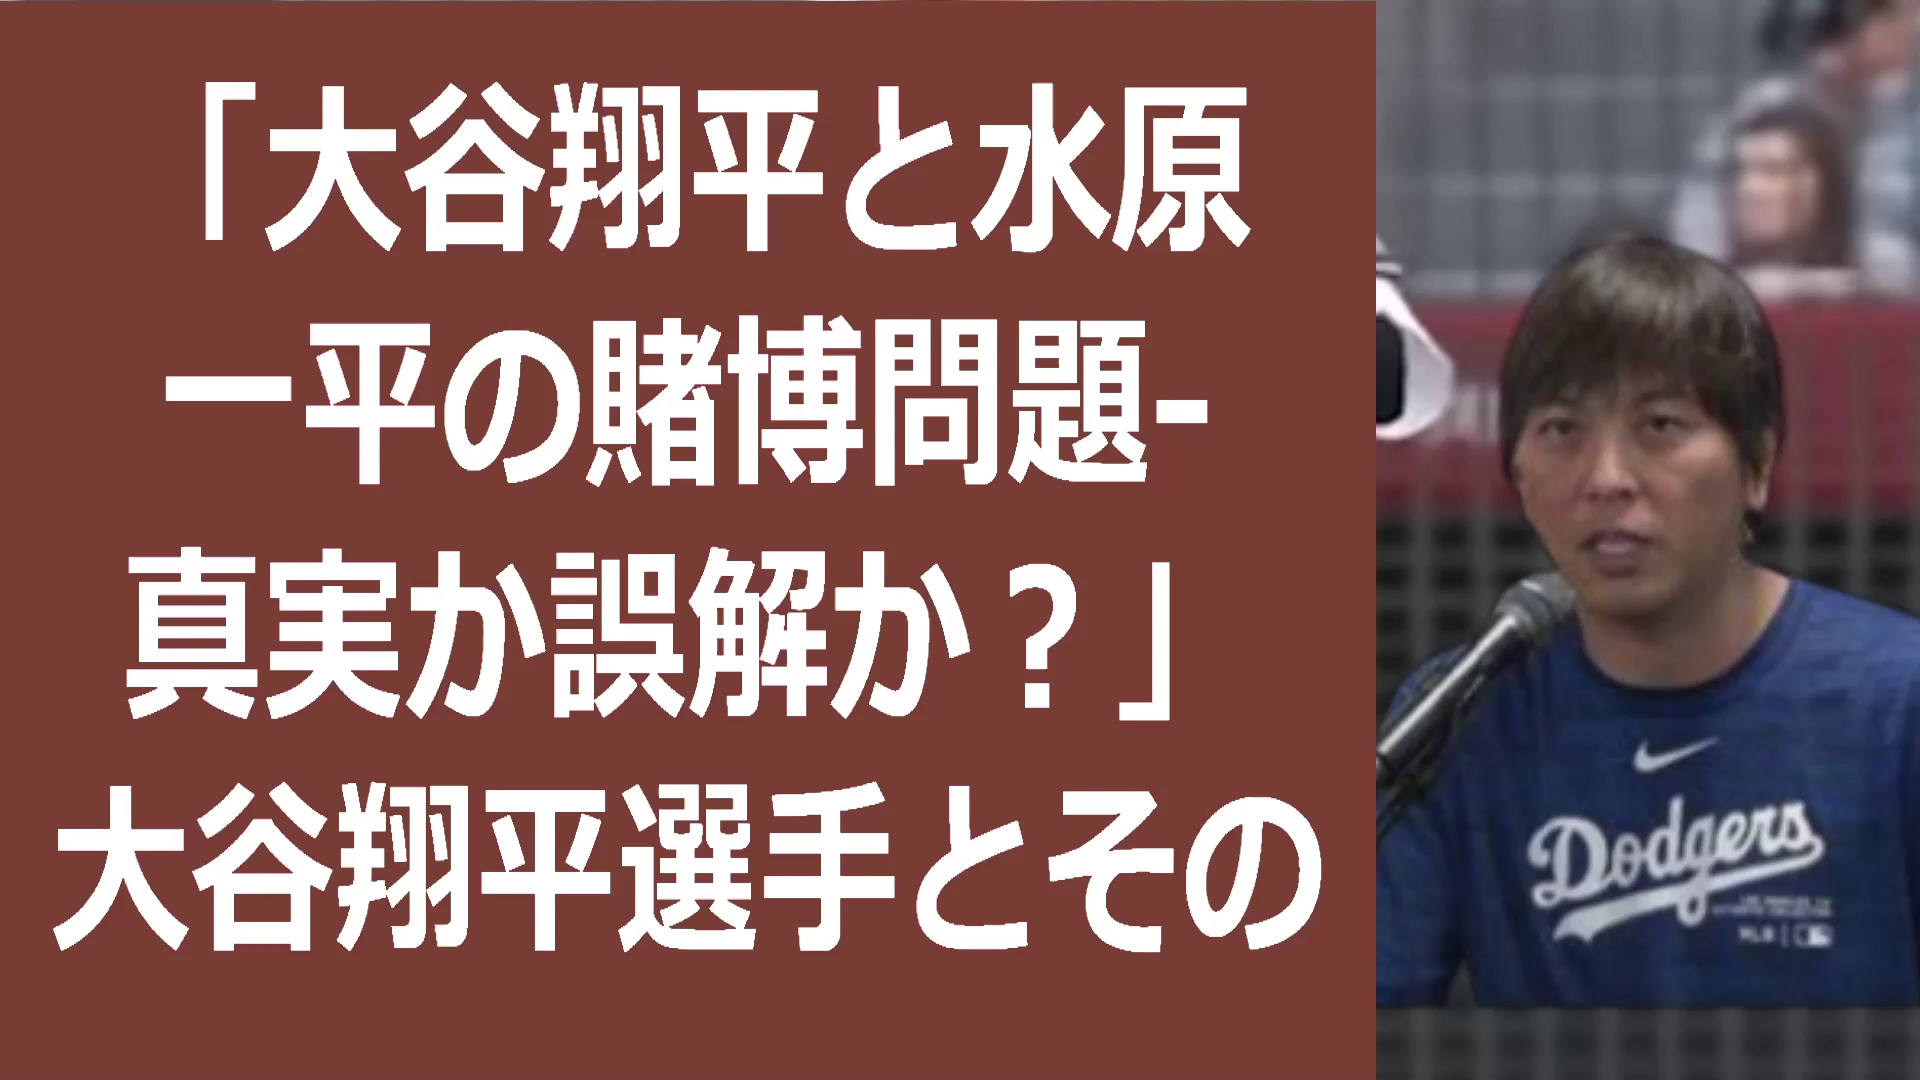 「大谷翔平と水原
一平の賭博問題-
真実か誤解か？」
大谷翔平選手とその
Dodgers